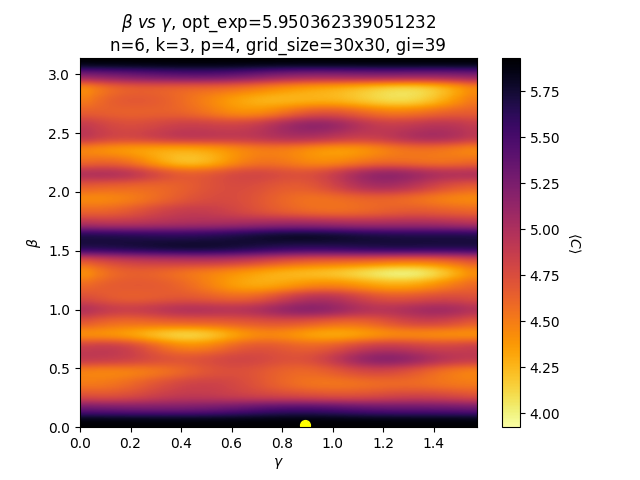 β vs γ, opt_exp=5.950362339051232
n=6, k=3, p=4, grid_size=30x30, gi=39
3.0
2.5
2.0
1.5
1.0
0.5
0.0
β
0.0 0.2 0.4 0.6 0.8 1.0 1.2 1.4
γ
5.75
5.50
5.25
5.00
4.75
4.50
4.25
4.00
⟨C⟩